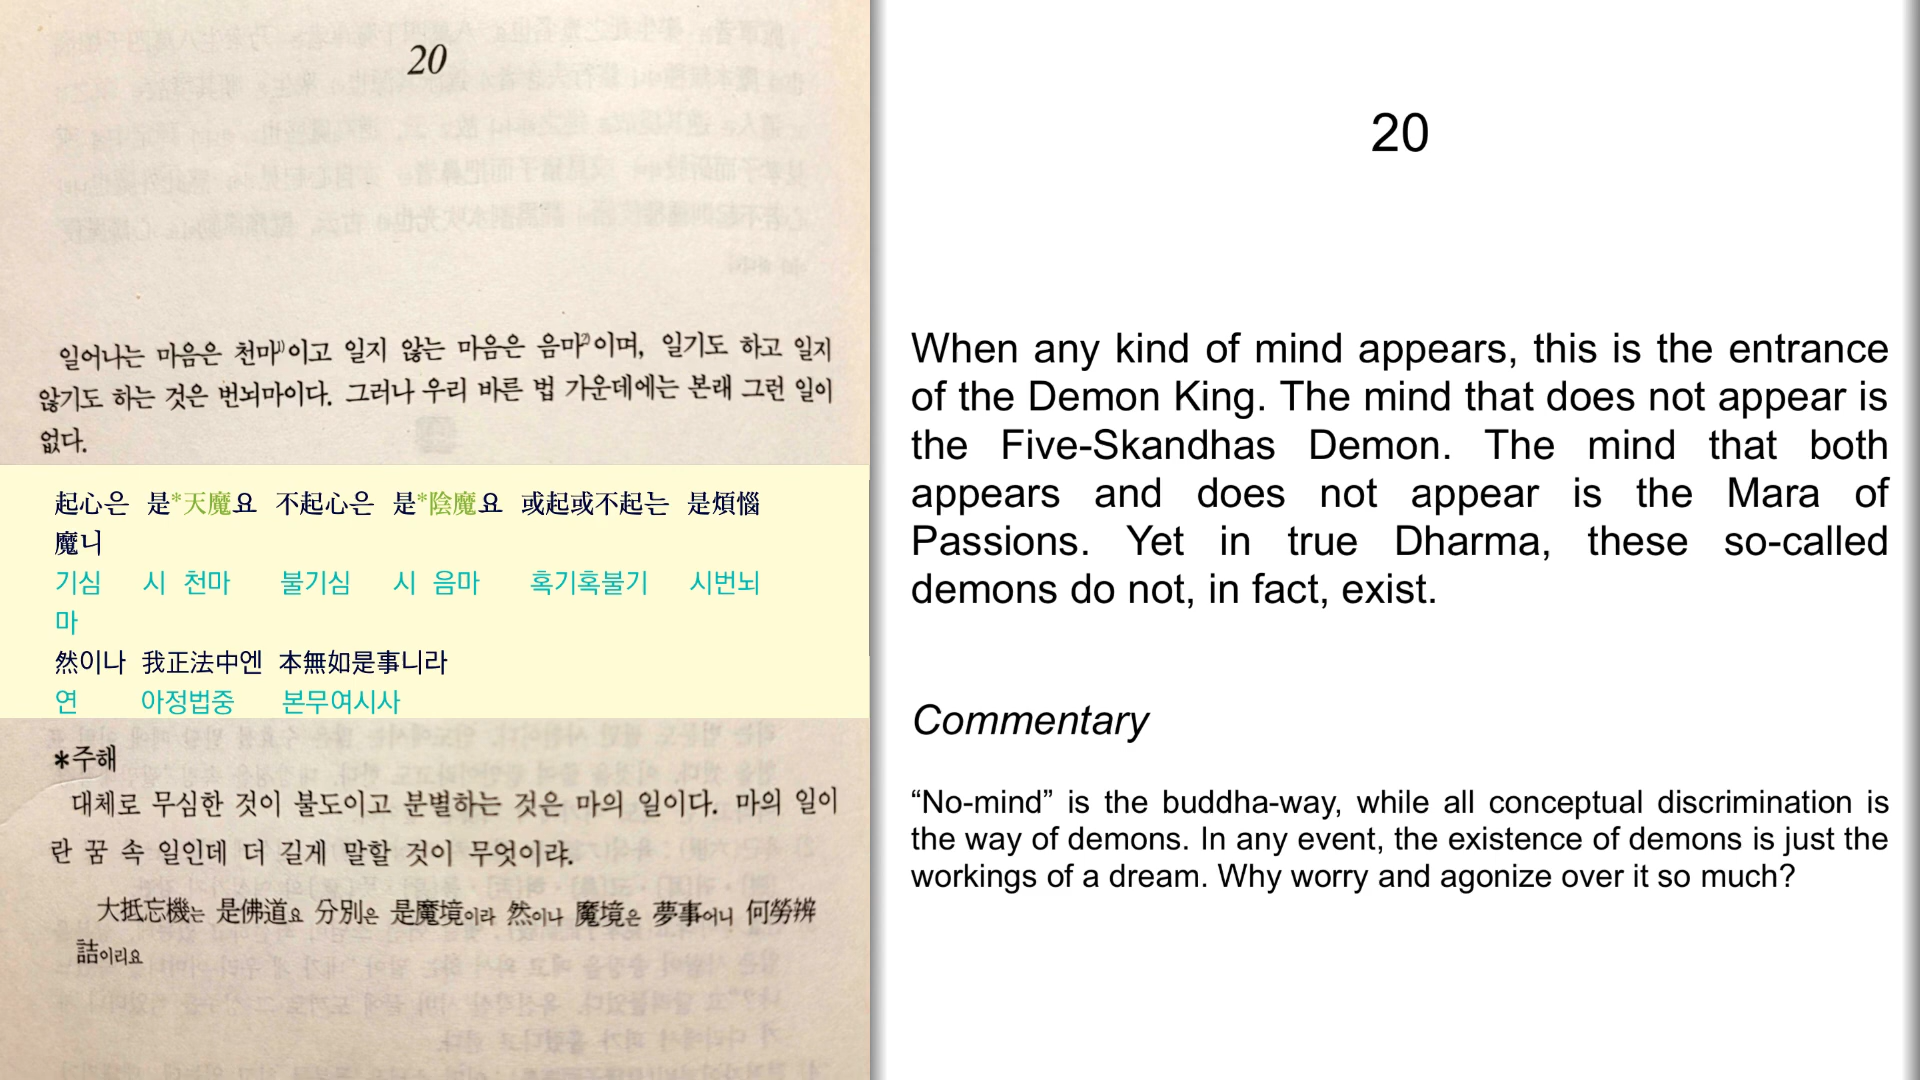 20
일어나는 마음은 천마¹⁾이고 일지 않는 마음은 음마²⁾이며, 일기도 하고 일지
않기도 하는 것은 번뇌마이다. 그러나 우리 바른 법 가운데에는 본래 그런 일이
없다.
起心은 是*天魔요 不起心은 是*陰魔요 或起或不起는 是煩惱
魔니
기심 시 천마 불기심 시 음마 혹기혹불기 시번뇌
마
然이나 我正法中엔 本無如是事니라
연 아정법중 본무여시사
*주해
대체로 무심한 것이 불도이고 분별하는 것은 마의 일이다. 마의 일이
란 꿈 속 일인데 더 길게 말할 것이 무엇이랴.
大抵忘機는 是佛道요 分別은 是魔境이라 然이나 魔境은 夢事어니 何勞辨
詰이리요
20
When any kind of mind appears, this is the entrance
of the Demon King. The mind that does not appear is
the Five-Skandhas Demon. The mind that both
appears and does not appear is the Mara of
Passions. Yet in true Dharma, these so-called
demons do not, in fact, exist.
Commentary
“No-mind” is the buddha-way, while all conceptual discrimination is
the way of demons. In any event, the existence of demons is just the
workings of a dream. Why worry and agonize over it so much?